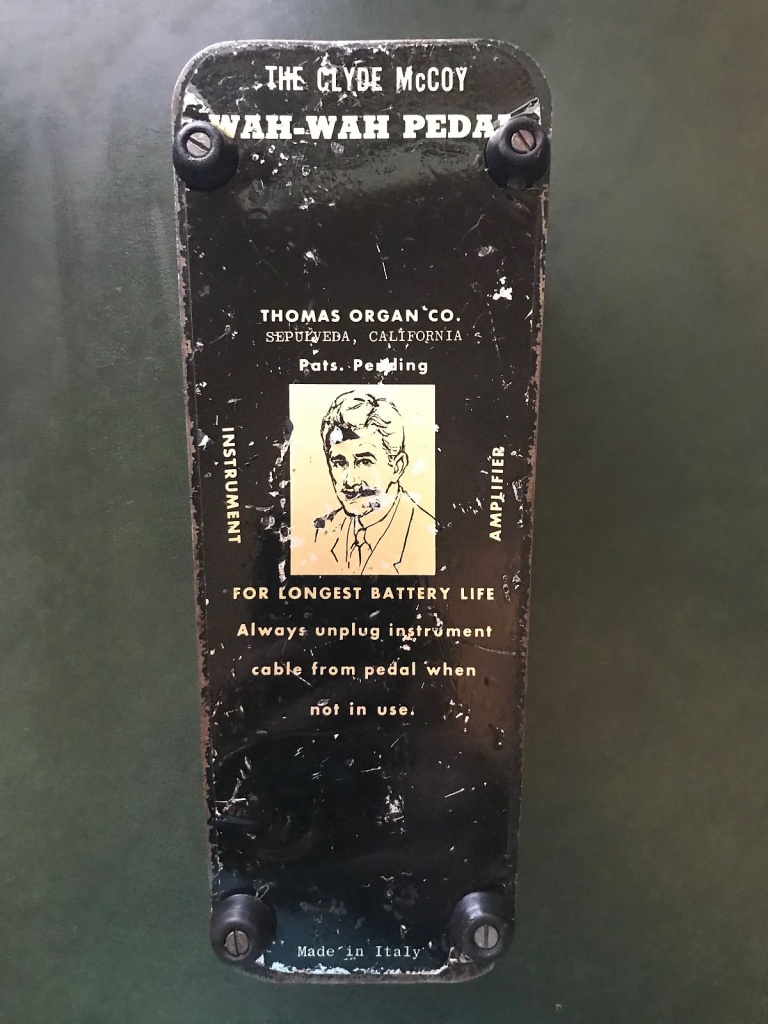 THE CLYDE McCOY
WAH-WAH PEDAL
THOMAS ORGAN CO.
SEPULVEDA, CALIFORNIA
Pats. Pending
INSTRUMENT
AMPLIFIER
FOR LONGEST BATTERY LIFE
Always unplug instrument
cable from pedal when
not in use.
Made in Italy